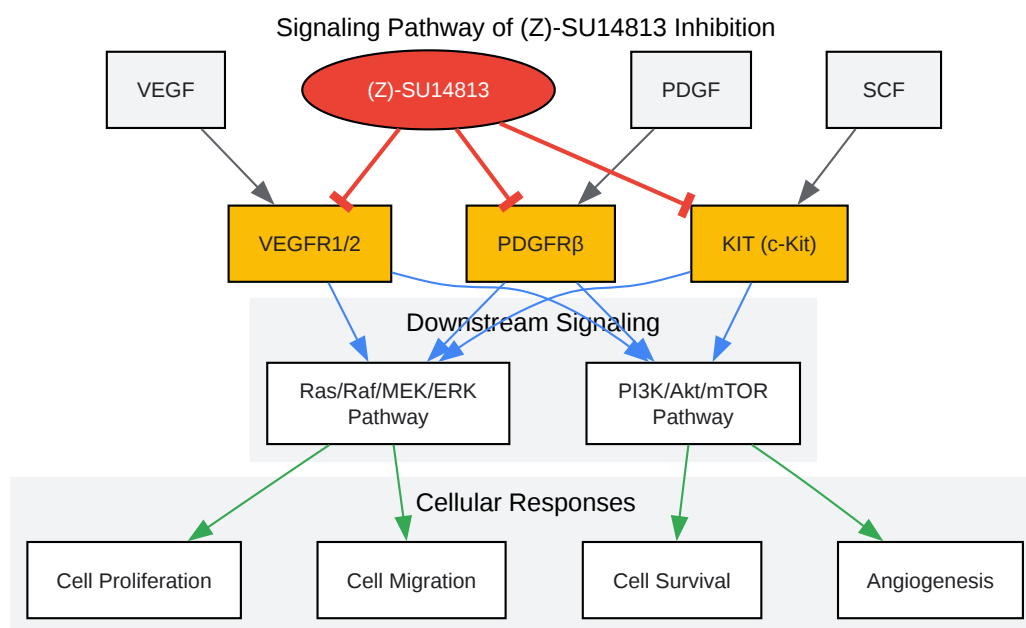 Signaling Pathway of (Z)-SU14813 Inhibition
VEGF
(Z)-SU14813
PDGF
SCF
VEGFR1/2
PDGFRβ
KIT (c-Kit)
Downstream Signaling
Ras/Raf/MEK/ERK
Pathway
PI3K/Akt/mTOR
Pathway
Cellular Responses
Cell Proliferation
Cell Migration
Cell Survival
Angiogenesis